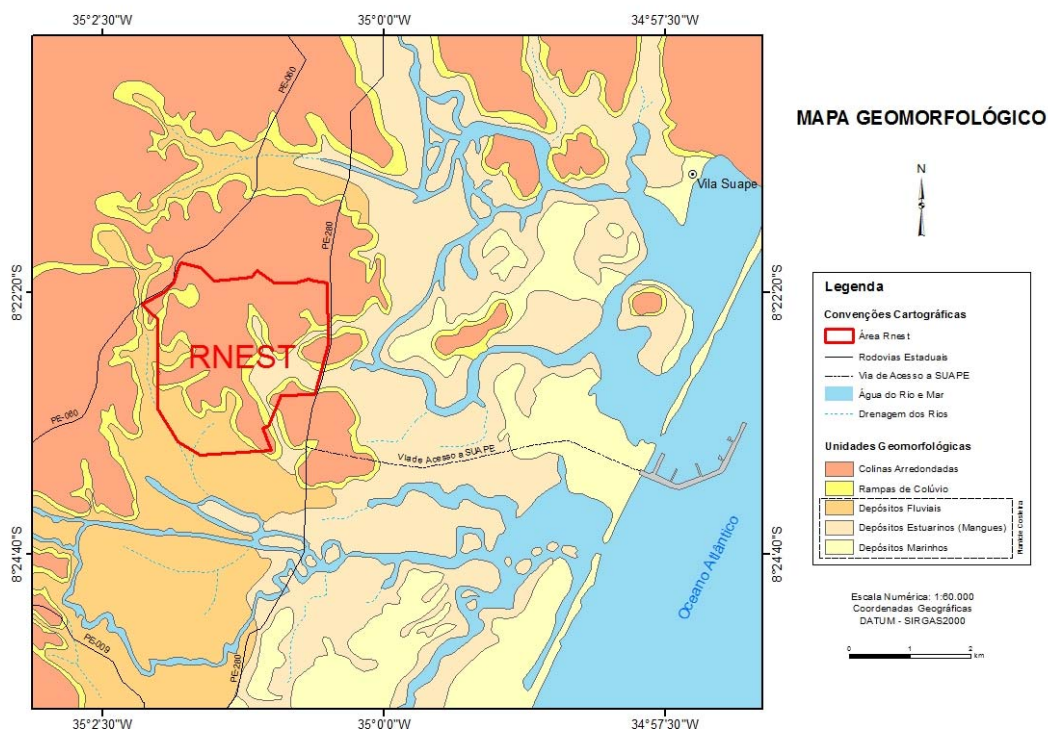 35°2'30"W
35°0'0"W
34°57'30"W
8°22'20"S
8°24'40"S
PE-060
PE-280
Vila Suape
RNEST
PE-060
Via de Acesso a SUAPE
Oceano Atlântico
PE-009
PE-280
8°22'20"S
8°24'40"S
35°2'30"W
35°0'0"W
34°57'30"W
MAPA GEOMORFOLÓGICO
N
Legenda
Convenções Cartográficas
Área Rnest
Rodovias Estaduais
Via de Acesso a SUAPE
Água do Rio e Mar
Drenagem dos Rios
Unidades Geomorfológicas
Colinas Arredondadas
Rampas de Colúvio
Depósitos Fluviais
Depósitos Estuarinos (Mangues)
Depósitos Marinhos
Planície Costeira
Escala Numérica: 1:60.000
Coordenadas Geográficas
DATUM - SIRGAS2000
0 1 2
km